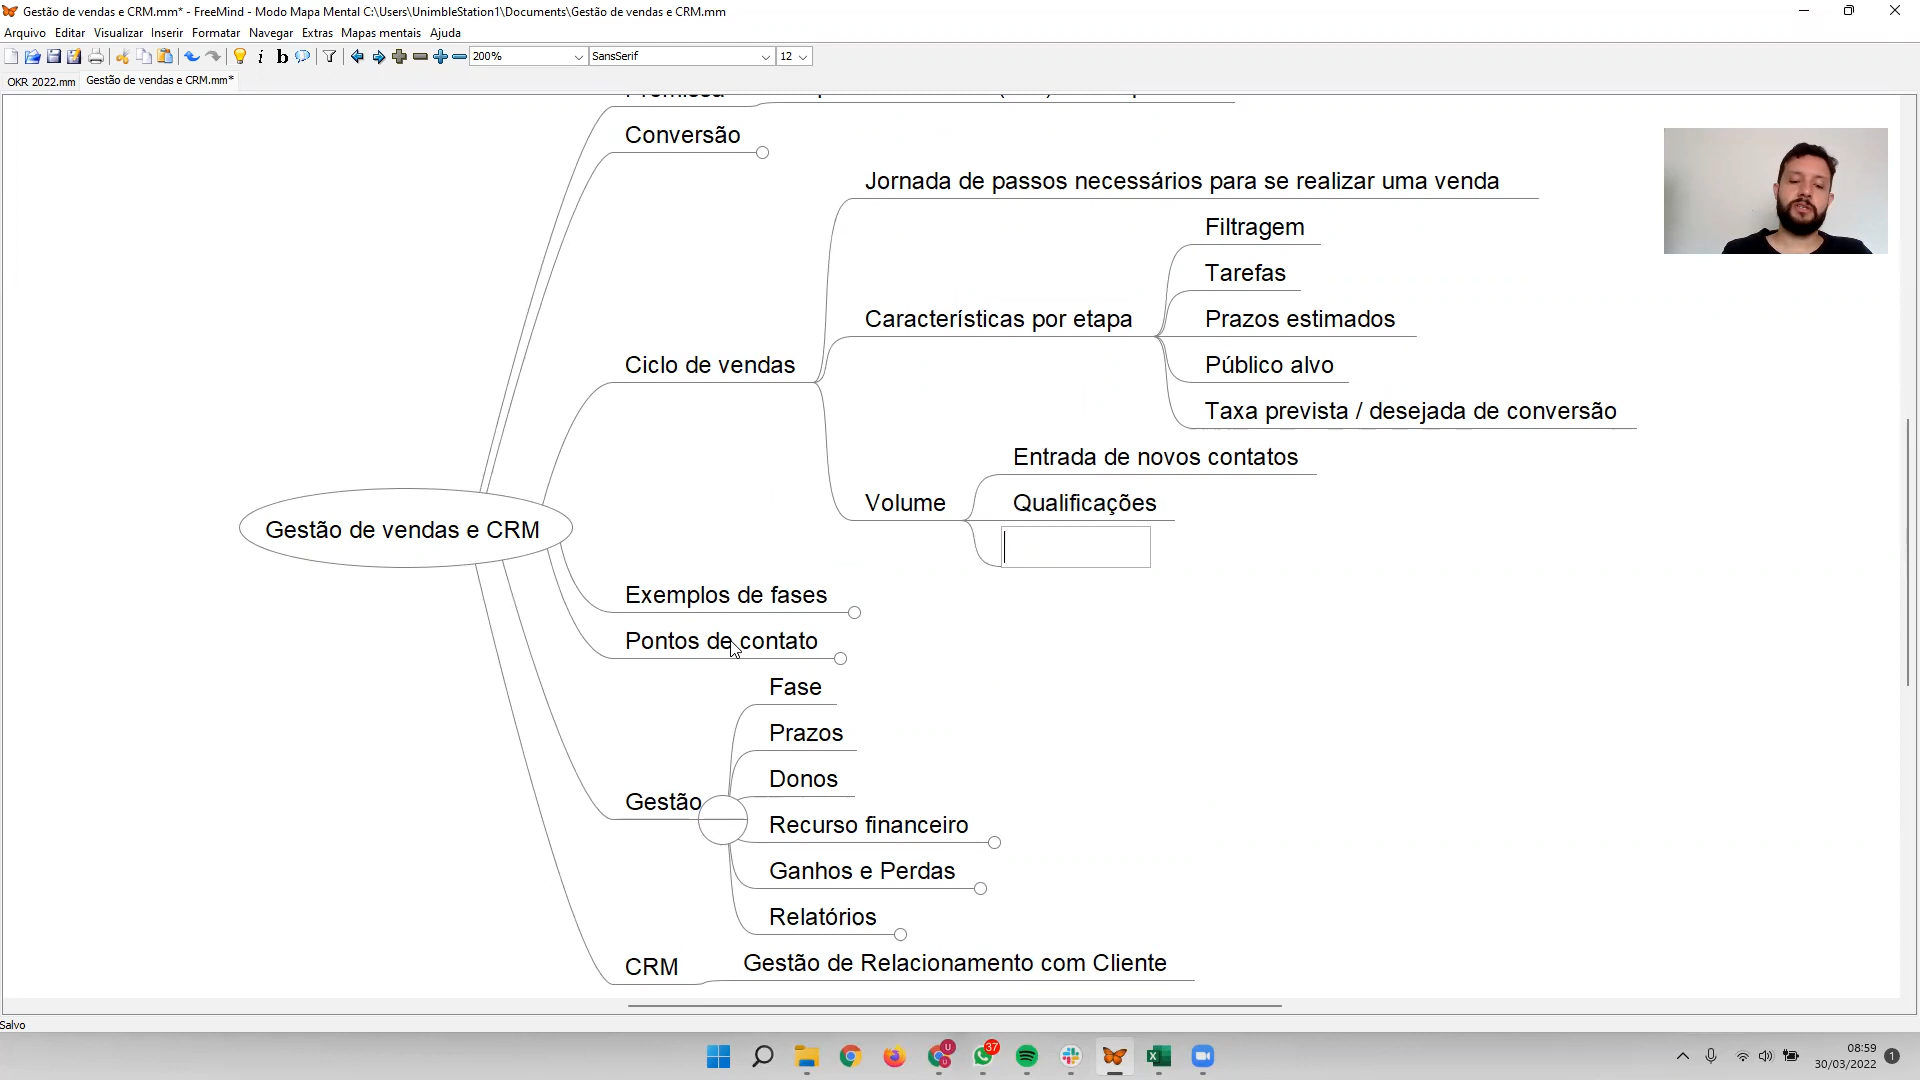 Gestão de vendas e CRM.mm* - FreeMind - Modo Mapa Mental C:\Users\UnimbleStation1\Documents\Gestão de vendas e CRM.mm
Arquivo Editar Visualizar Inserir Formatar Navegar Extras Mapas mentais Ajuda
200% SansSerif 12
OKR 2022.mm Gestão de vendas e CRM.mm*
Conversão
Jornada de passos necessários para se realizar uma venda
Filtragem
Tarefas
Características por etapa
Prazos estimados
Ciclo de vendas
Público alvo
Taxa prevista / desejada de conversão
Entrada de novos contatos
Volume
Qualificações
Gestão de vendas e CRM
Exemplos de fases
Pontos de contato
Fase
Prazos
Donos
Gestão
Recurso financeiro
Ganhos e Perdas
Relatórios
CRM
Gestão de Relacionamento com Cliente
Salvo
37
08:59
30/03/2022
1